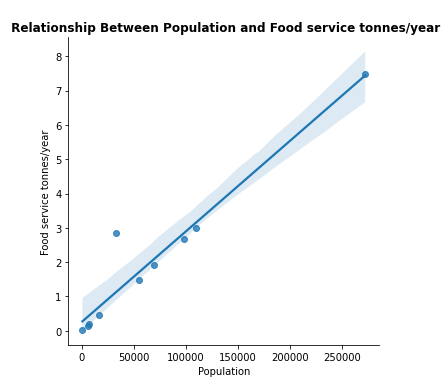 Relationship Between Population and Food service tonnes/year
8
7
6
5
4
3
2
1
0
Food service tonnes/year
0 50000 100000 150000 200000 250000
Population